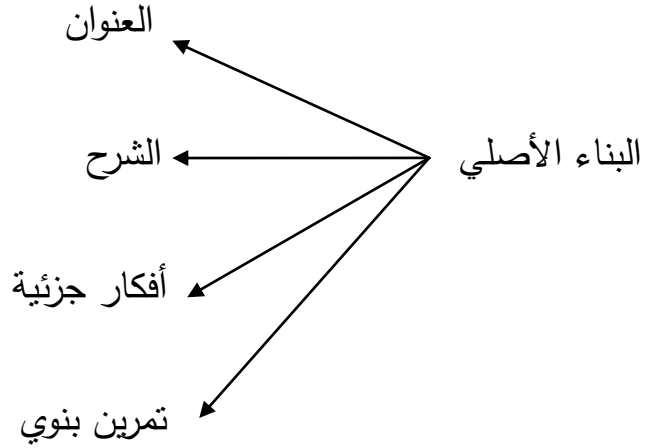 العنوان
البناء الأصلي
الشرح
أفكار جزئية
تمرين بنوي